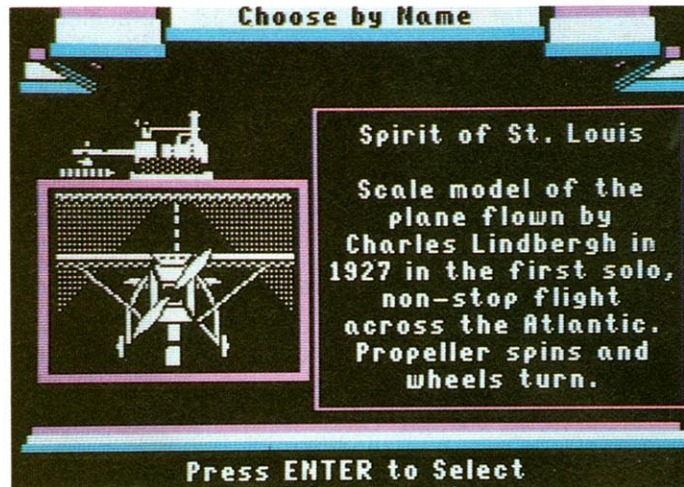 Choose by Name
Spirit of St. Louis
Scale model of the
plane flown by
Charles Lindbergh in
1927 in the first solo,
non-stop flight
across the Atlantic.
Propeller spins and
wheels turn.
Press ENTER to Select